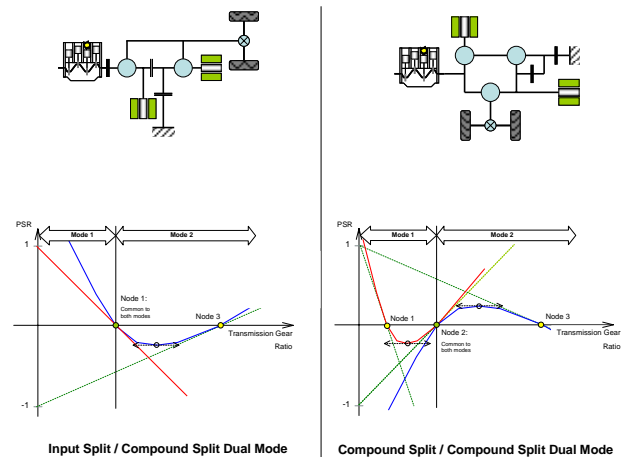 PSR
1
Mode 1
Mode 2
Node 1:
Common to
both modes
Node 3
Transmission Gear
Ratio
-1
Input Split / Compound Split Dual Mode
PSR
1
Mode 1
Mode 2
Node 1
Node 2:
Common to
both modes
Node 3
Transmission Gear
Ratio
-1
Compound Split / Compound Split Dual Mode